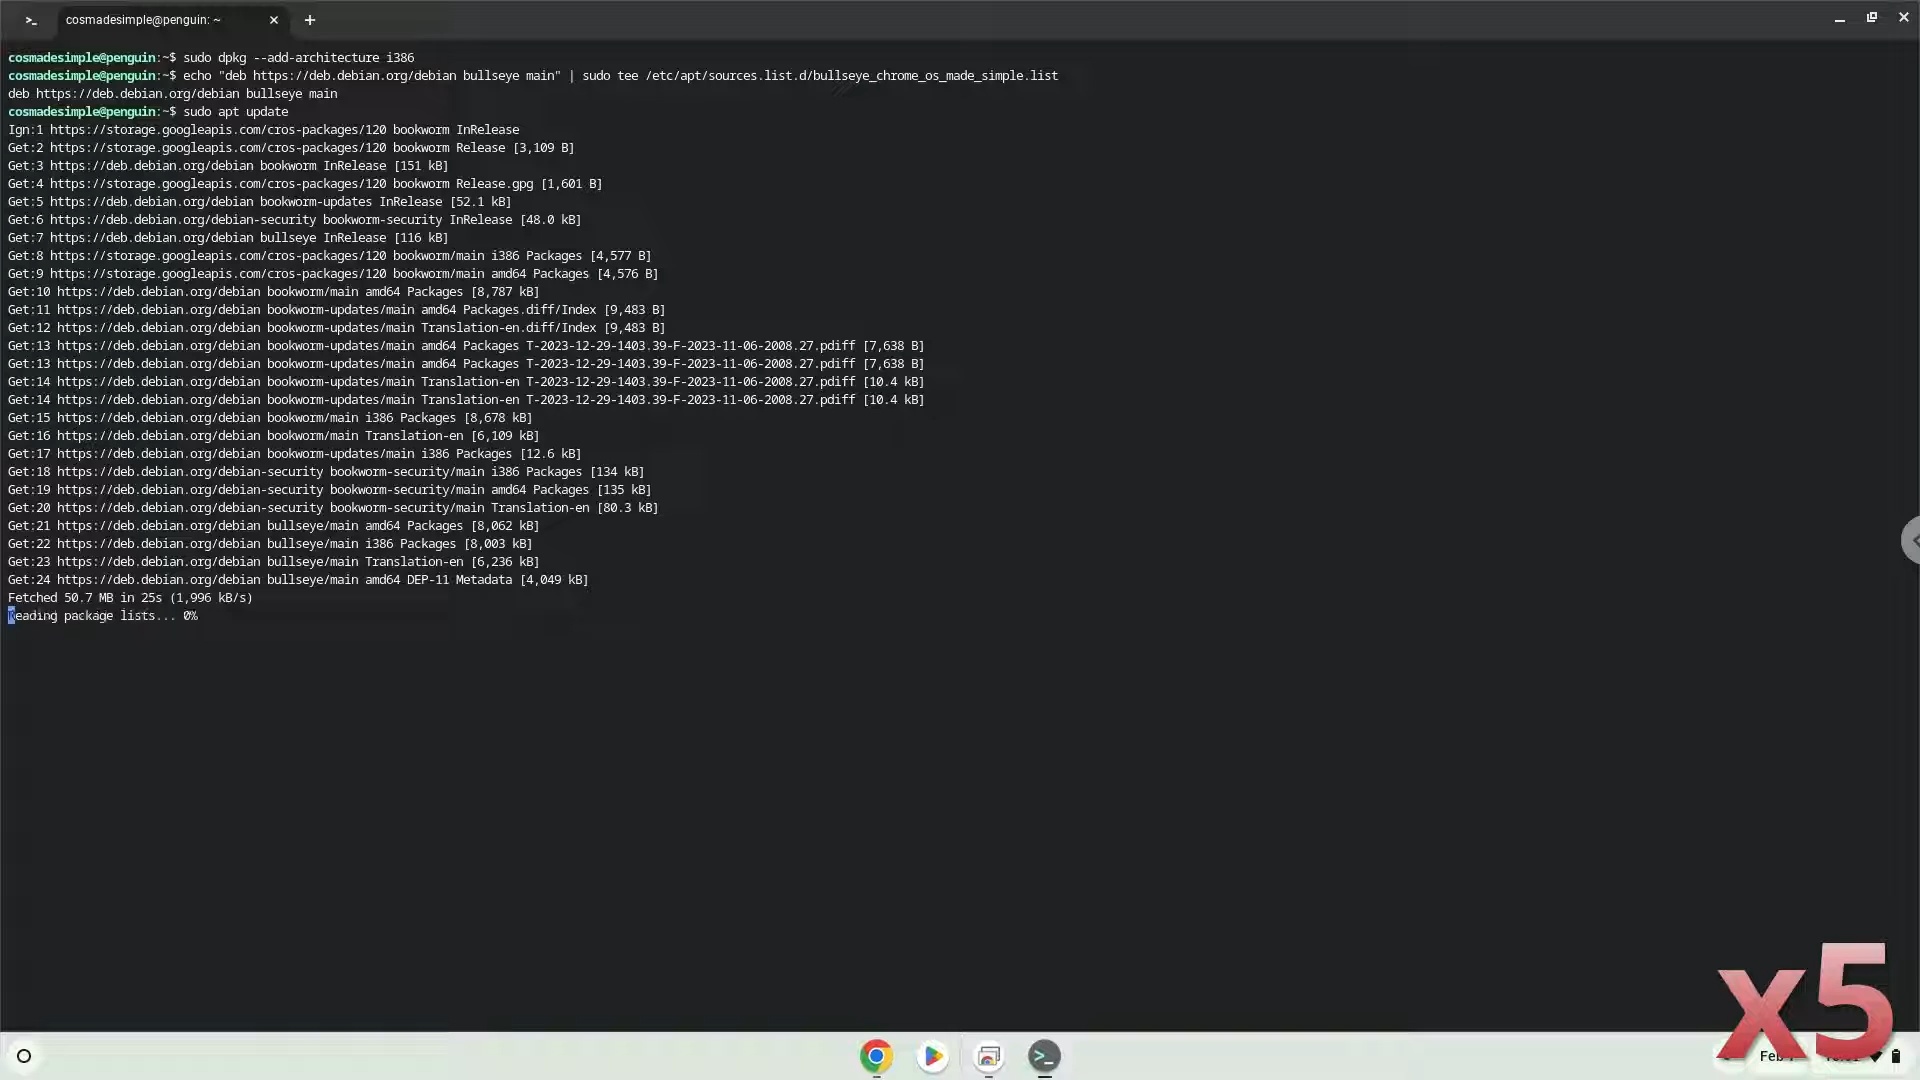 cosmadesimple@penguin: ~
cosmadesimple@penguin:~$ sudo dpkg --add-architecture i386
cosmadesimple@penguin:~$ echo "deb https://deb.debian.org/debian bullseye main" | sudo tee /etc/apt/sources.list.d/bullseye_chrome_os_made_simple.list
deb https://deb.debian.org/debian bullseye main
cosmadesimple@penguin:~$ sudo apt update
Ign:1 https://storage.googleapis.com/cros-packages/120 bookworm InRelease
Get:2 https://storage.googleapis.com/cros-packages/120 bookworm Release [3,109 B]
Get:3 https://deb.debian.org/debian bookworm InRelease [151 kB]
Get:4 https://storage.googleapis.com/cros-packages/120 bookworm Release.gpg [1,601 B]
Get:5 https://deb.debian.org/debian bookworm-updates InRelease [52.1 kB]
Get:6 https://deb.debian.org/debian-security bookworm-security InRelease [48.0 kB]
Get:7 https://deb.debian.org/debian bullseye InRelease [116 kB]
Get:8 https://storage.googleapis.com/cros-packages/120 bookworm/main i386 Packages [4,577 B]
Get:9 https://storage.googleapis.com/cros-packages/120 bookworm/main amd64 Packages [4,576 B]
Get:10 https://deb.debian.org/debian bookworm/main amd64 Packages [8,787 kB]
Get:11 https://deb.debian.org/debian bookworm-updates/main amd64 Packages.diff/Index [9,483 B]
Get:12 https://deb.debian.org/debian bookworm-updates/main Translation-en.diff/Index [9,483 B]
Get:13 https://deb.debian.org/debian bookworm-updates/main amd64 Packages T-2023-12-29-1403.39-F-2023-11-06-2008.27.pdiff [7,638 B]
Get:13 https://deb.debian.org/debian bookworm-updates/main amd64 Packages T-2023-12-29-1403.39-F-2023-11-06-2008.27.pdiff [7,638 B]
Get:14 https://deb.debian.org/debian bookworm-updates/main Translation-en T-2023-12-29-1403.39-F-2023-11-06-2008.27.pdiff [10.4 kB]
Get:14 https://deb.debian.org/debian bookworm-updates/main Translation-en T-2023-12-29-1403.39-F-2023-11-06-2008.27.pdiff [10.4 kB]
Get:15 https://deb.debian.org/debian bookworm/main i386 Packages [8,678 kB]
Get:16 https://deb.debian.org/debian bookworm/main Translation-en [6,109 kB]
Get:17 https://deb.debian.org/debian bookworm-updates/main i386 Packages [12.6 kB]
Get:18 https://deb.debian.org/debian-security bookworm-security/main i386 Packages [134 kB]
Get:19 https://deb.debian.org/debian-security bookworm-security/main amd64 Packages [135 kB]
Get:20 https://deb.debian.org/debian-security bookworm-security/main Translation-en [80.3 kB]
Get:21 https://deb.debian.org/debian bullseye/main amd64 Packages [8,062 kB]
Get:22 https://deb.debian.org/debian bullseye/main i386 Packages [8,003 kB]
Get:23 https://deb.debian.org/debian bullseye/main Translation-en [6,236 kB]
Get:24 https://deb.debian.org/debian bullseye/main amd64 DEP-11 Metadata [4,049 kB]
Fetched 50.7 MB in 25s (1,996 kB/s)
Reading package lists... 0%
x5
Feb